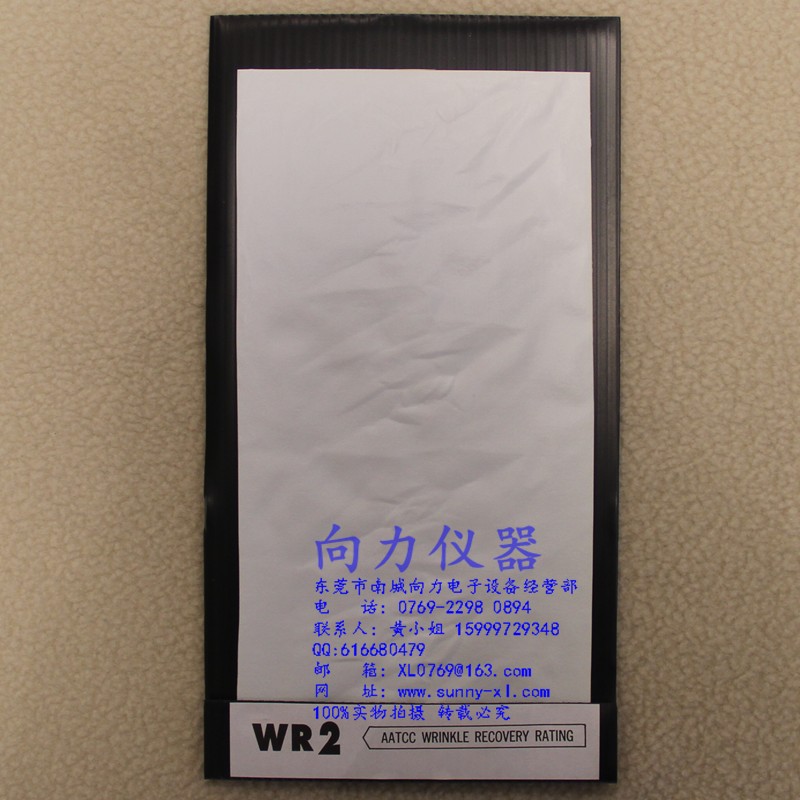 向力仪器
东莞市南城向力电子设备经营部
电 话: 0769-2298 0894
联系人: 黄小姐 15999729348
QQ:616680479
邮 箱: XL0769@163.com
网 址: www.sunny-xl.com
100%实物拍摄 转载必究
WR2 AATCC WRINKLE RECOVERY RATING